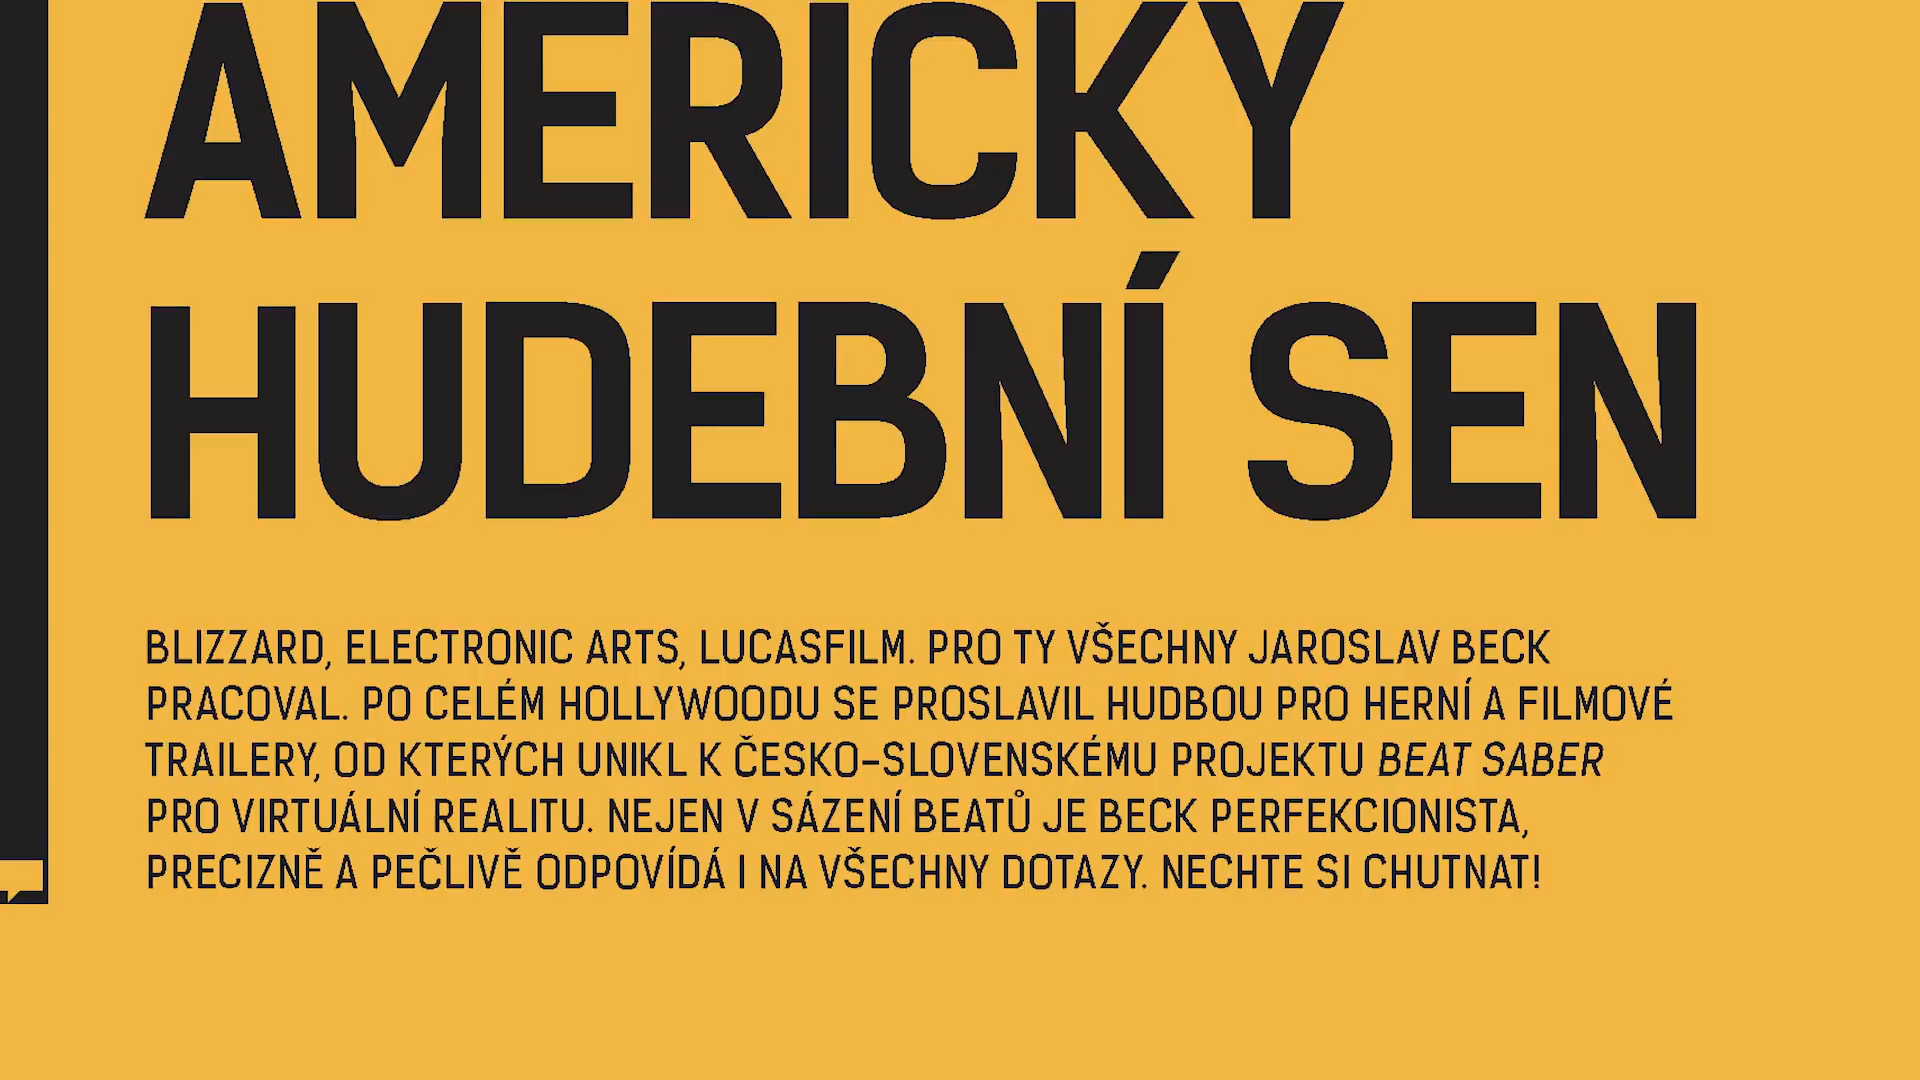 AMERICKY
HUDEBNÍ SEN
BLIZZARD, ELECTRONIC ARTS, LUCASFILM. PRO TY VŠECHNY JAROSLAV BECK
PRACOVAL. PO CELÉM HOLLYWOODU SE PROSLAVIL HUDBOU PRO HERNÍ A FILMOVÉ
TRAILERY, OD KTERÝCH UNIKL K ČESKO–SLOVENSKÉMU PROJEKTU BEAT SABER
PRO VIRTUÁLNÍ REALITU. NEJEN V SÁZENÍ BEATŮ JE BECK PERFEKCIONISTA,
PRECIZNĚ A PEČLIVĚ ODPOVÍDÁ I NA VŠECHNY DOTAZY. NECHTE SI CHUTNAT!